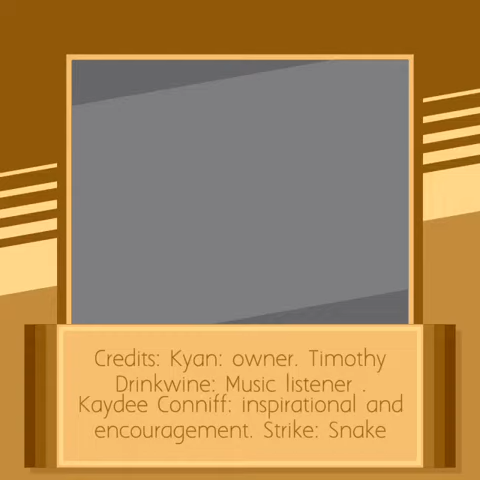 Credits: Kyan: owner. Timothy
Drinkwine: Music listener .
Kaydee Conniff: inspirational and
encouragement. Strike: Snake